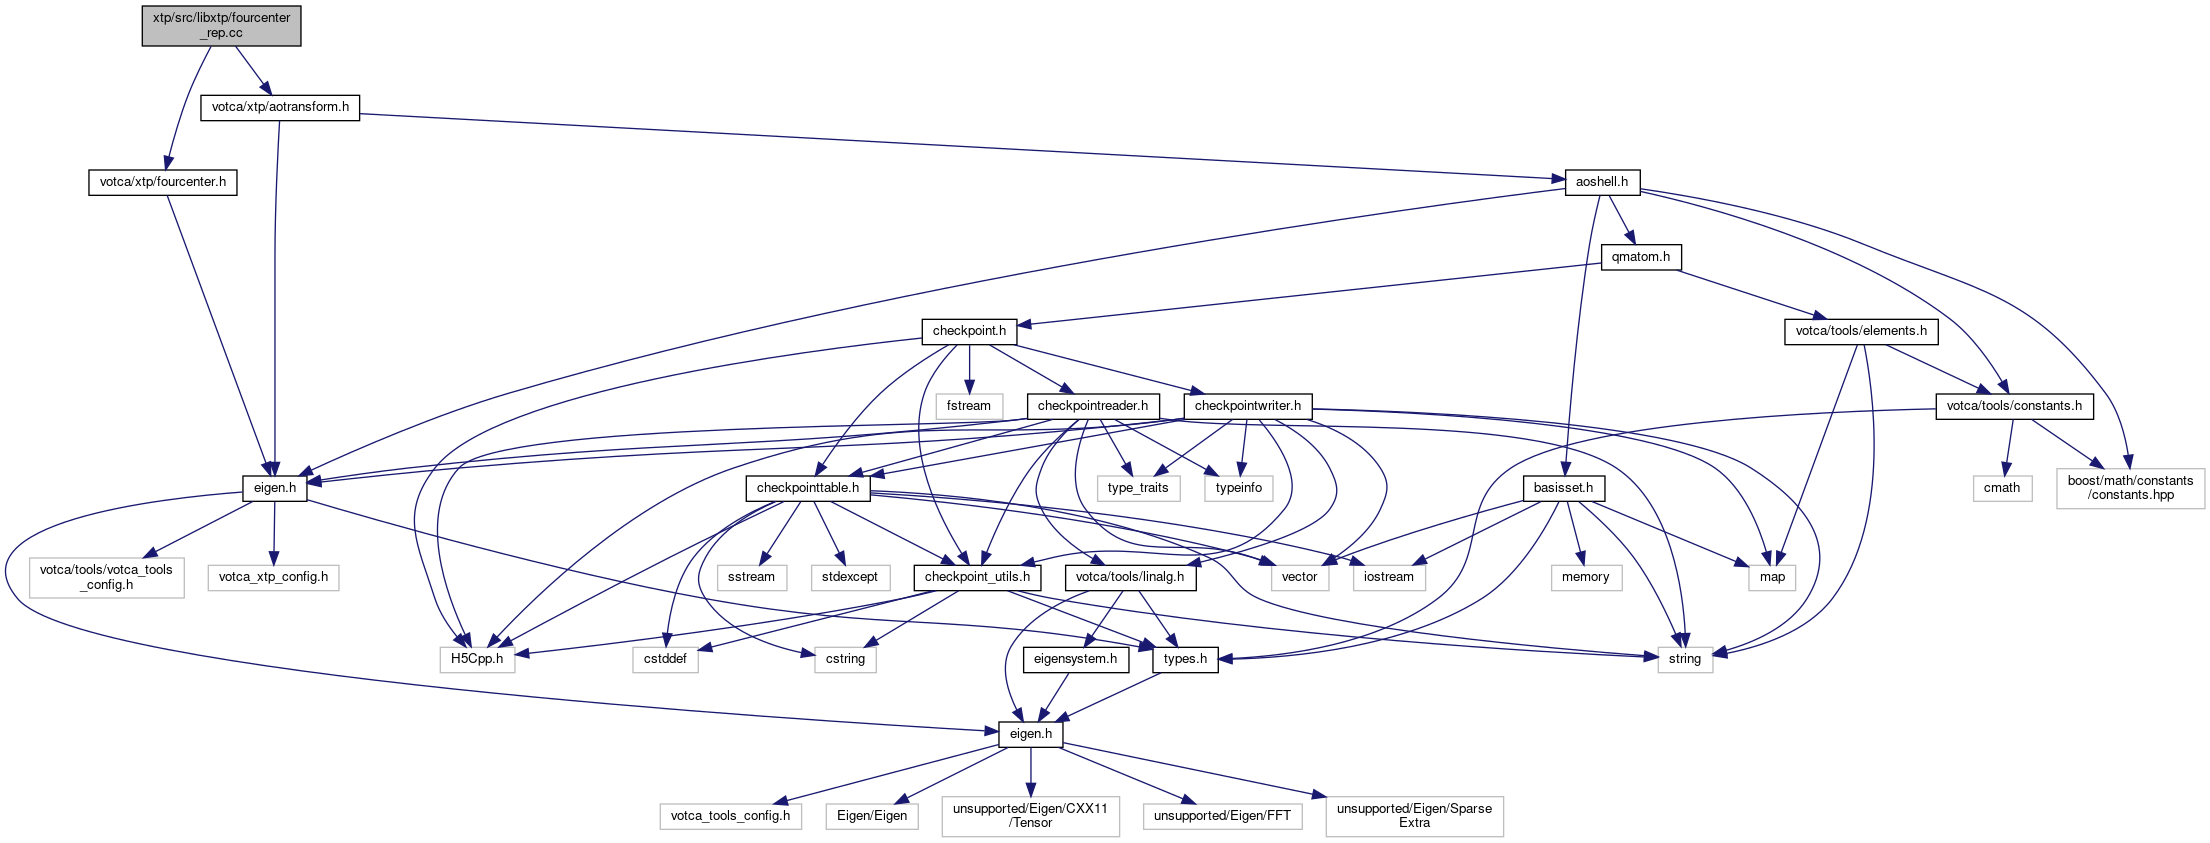 xtp/src/libxtp/fourcenter
_rep.cc
votca/xtp/aotransform.h
votca/xtp/fourcenter.h
aoshell.h
qmatom.h
checkpoint.h
votca/tools/elements.h
fstream
checkpointreader.h
checkpointwriter.h
votca/tools/constants.h
eigen.h
checkpointtable.h
type_traits
typeinfo
basisset.h
cmath
boost/math/constants
/constants.hpp
votca/tools/votca_tools
_config.h
votca_xtp_config.h
sstream
stdexcept
checkpoint_utils.h
votca/tools/linalg.h
vector
iostream
memory
map
H5Cpp.h
cstddef
cstring
eigensystem.h
types.h
string
eigen.h
votca_tools_config.h
Eigen/Eigen
unsupported/Eigen/CXX11
/Tensor
unsupported/Eigen/FFT
unsupported/Eigen/Sparse
Extra